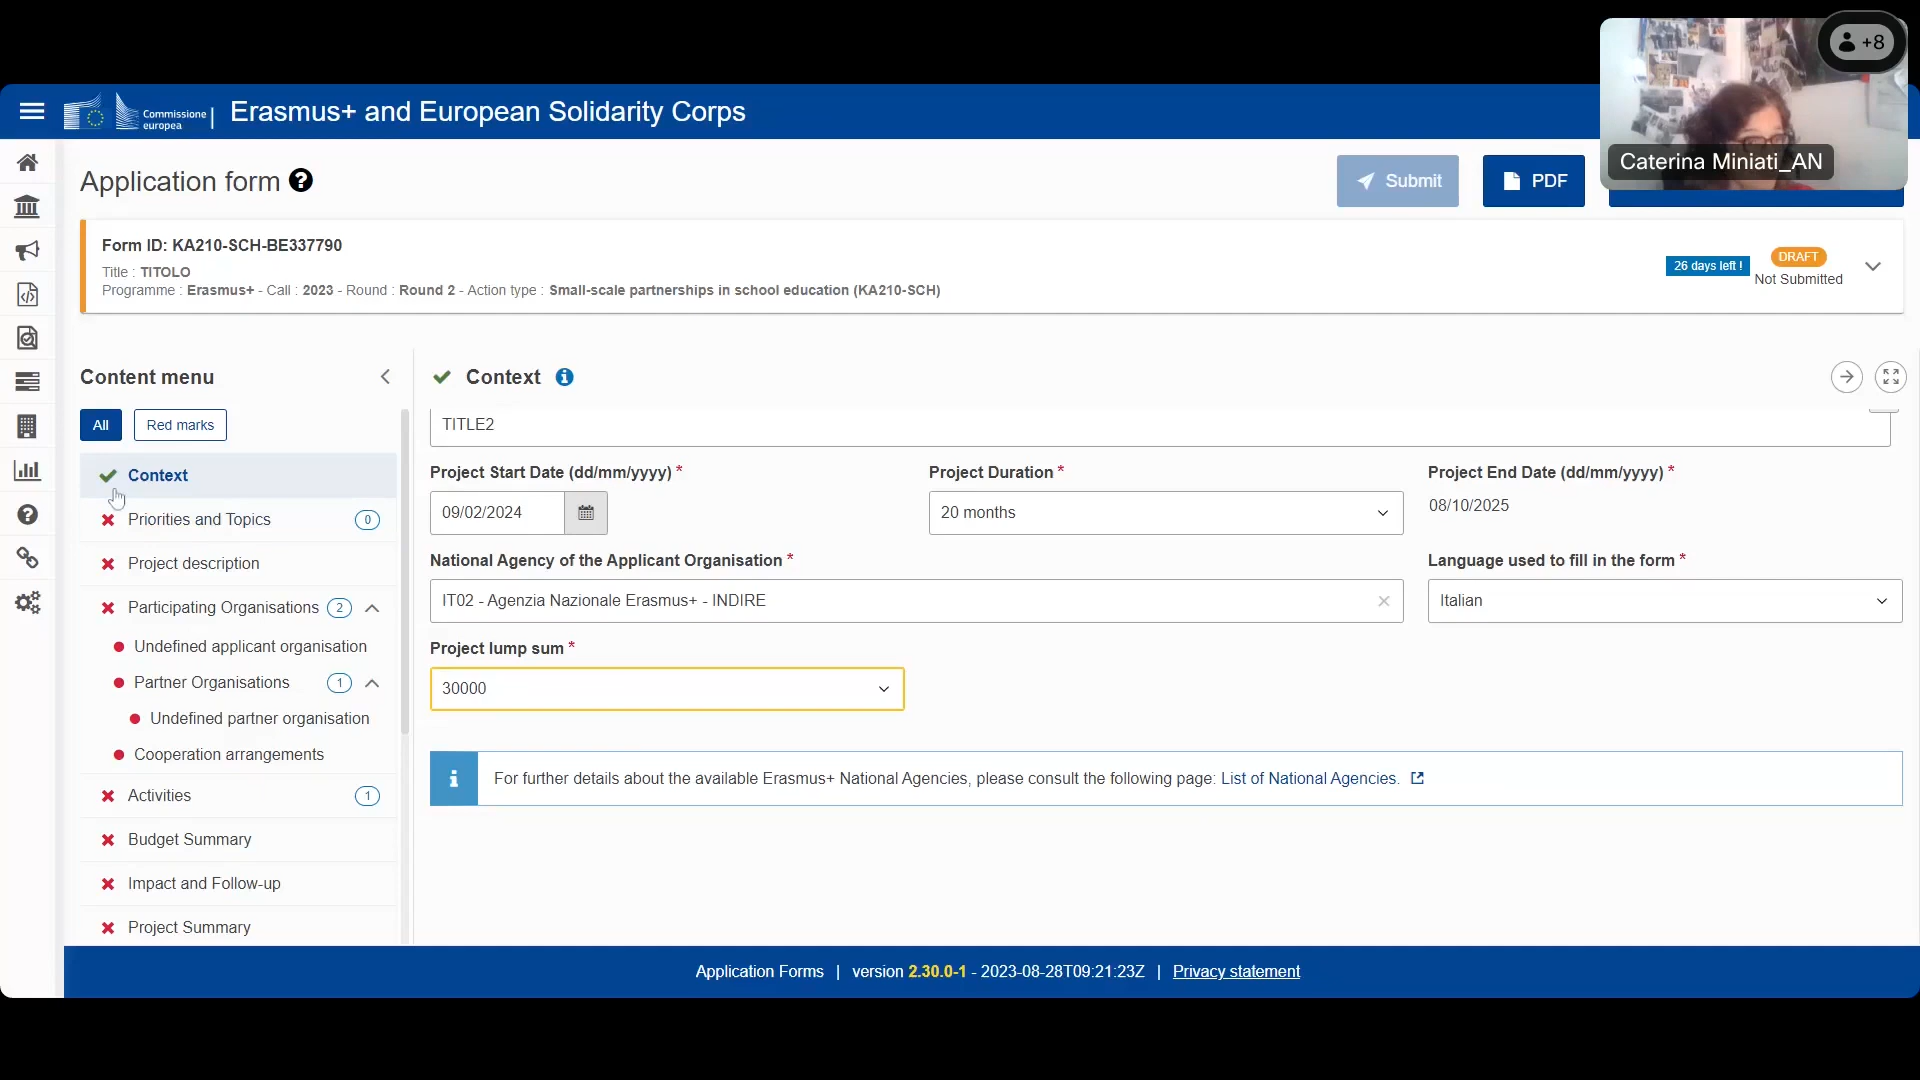 +8
Caterina Miniati_AN
Commissione europea
Erasmus+ and European Solidarity Corps
Application form
Submit
PDF
Form ID: KA210-SCH-BE337790
Title : TITOLO
Programme : Erasmus+ - Call : 2023 - Round : Round 2 - Action type : Small-scale partnerships in school education (KA210-SCH)
26 days left !
DRAFT
Not Submitted
Content menu
All
Red marks
Context
Priorities and Topics 0
Project description
Participating Organisations 2
Undefined applicant organisation
Partner Organisations 1
Undefined partner organisation
Cooperation arrangements
Activities 1
Budget Summary
Impact and Follow-up
Project Summary
Context
TITLE2
Project Start Date (dd/mm/yyyy) *
09/02/2024
Project Duration *
20 months
Project End Date (dd/mm/yyyy) *
08/10/2025
National Agency of the Applicant Organisation *
IT02 - Agenzia Nazionale Erasmus+ - INDIRE
Language used to fill in the form *
Italian
Project lump sum *
30000
For further details about the available Erasmus+ National Agencies, please consult the following page: List of National Agencies.
Application Forms | version 2.30.0-1 - 2023-08-28T09:21:23Z | Privacy statement